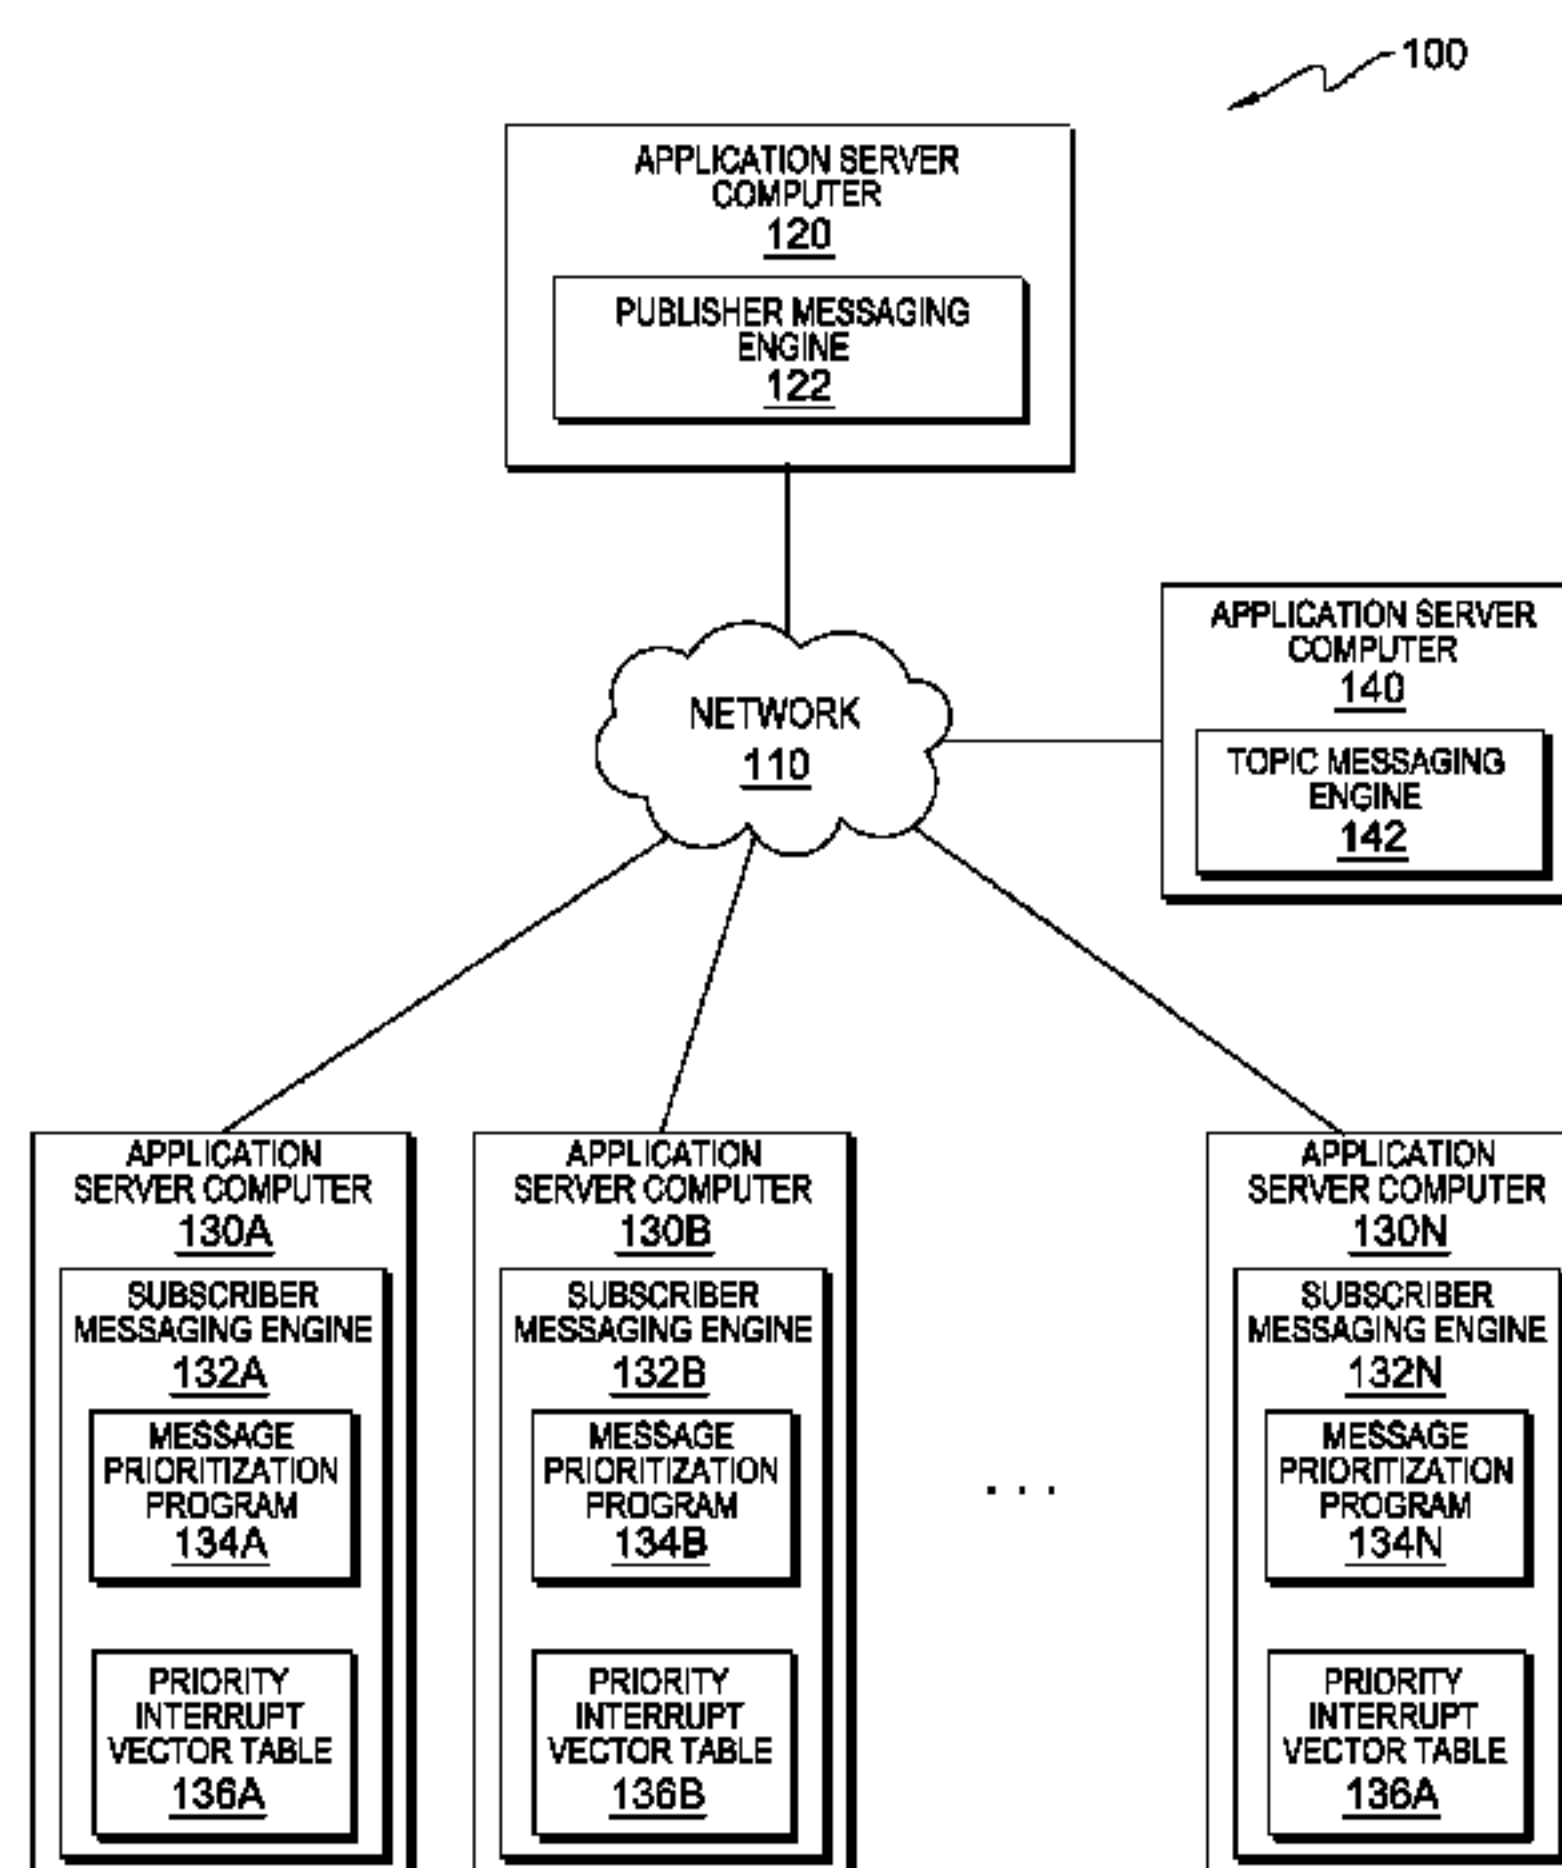 100
APPLICATION SERVER
COMPUTER
120
PUBLISHER MESSAGING
ENGINE
122
NETWORK
110
APPLICATION SERVER
COMPUTER
140
TOPIC MESSAGING
ENGINE
142
APPLICATION
SERVER COMPUTER
130A
SUBSCRIBER
MESSAGING ENGINE
132A
MESSAGE
PRIORITIZATION
PROGRAM
134A
PRIORITY
INTERRUPT
VECTOR TABLE
136A
APPLICATION
SERVER COMPUTER
130B
SUBSCRIBER
MESSAGING ENGINE
132B
MESSAGE
PRIORITIZATION
PROGRAM
134B
PRIORITY
INTERRUPT
VECTOR TABLE
136B
. . .
APPLICATION
SERVER COMPUTER
130N
SUBSCRIBER
MESSAGING ENGINE
132N
MESSAGE
PRIORITIZATION
PROGRAM
134N
PRIORITY
INTERRUPT
VECTOR TABLE
136A